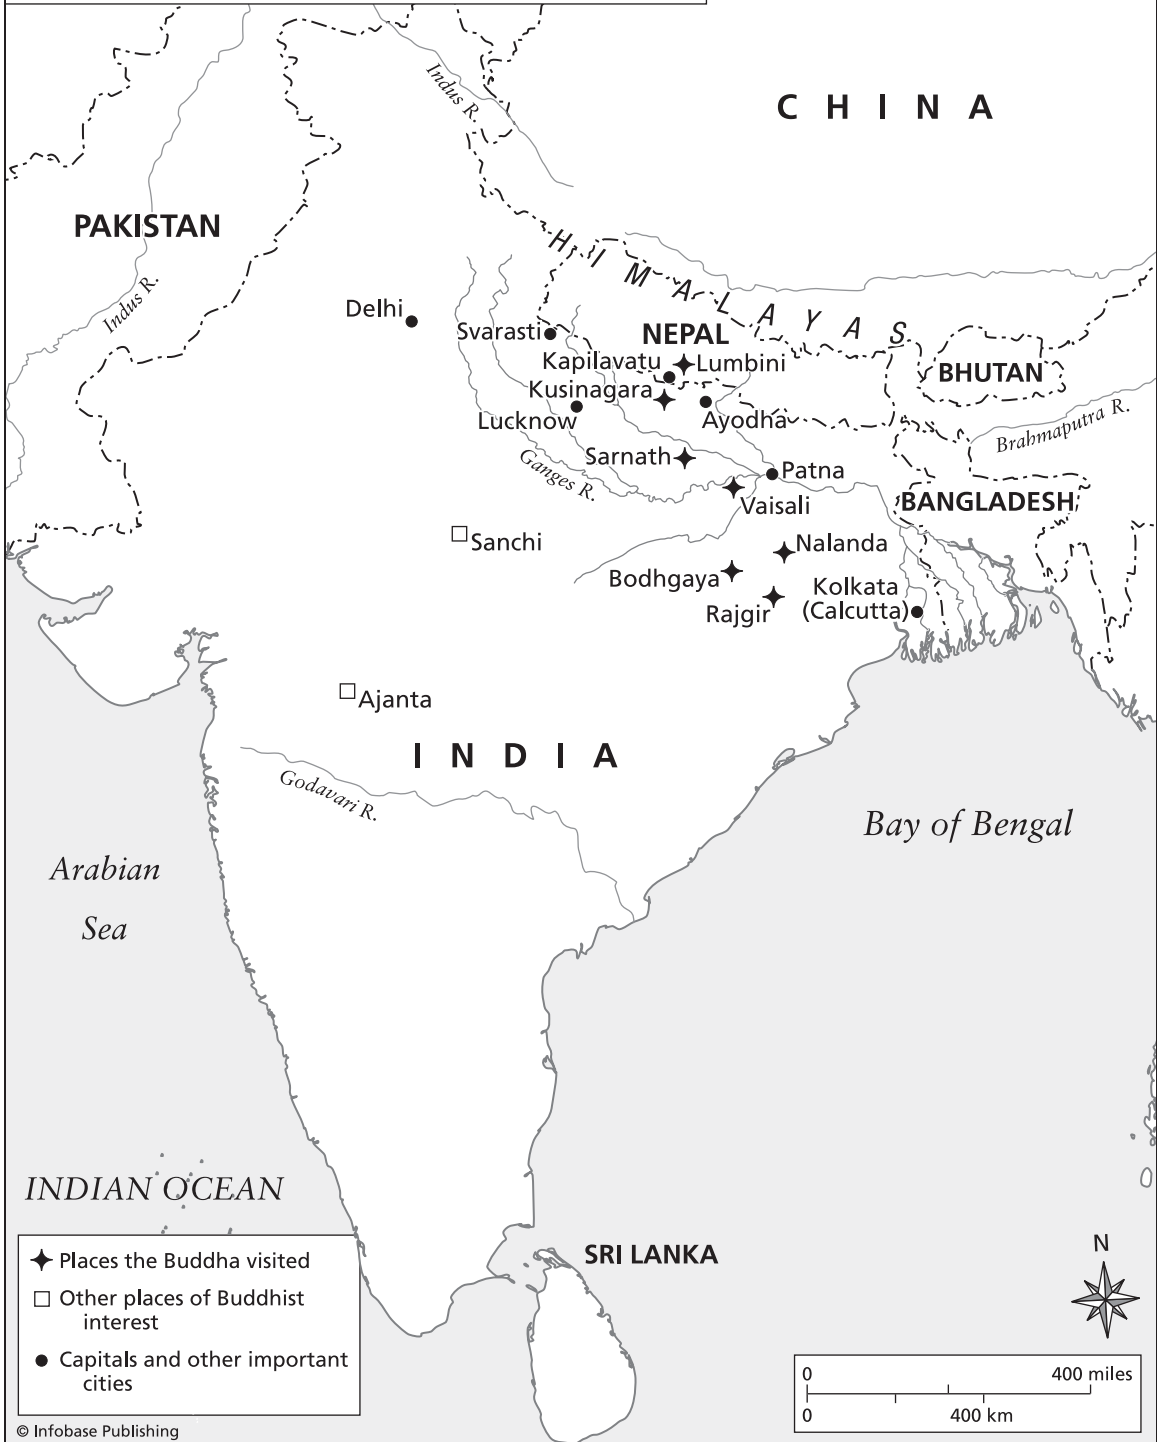 CHINA
Indus R.
PAKISTAN
Indus R.
HIMALAYAS
Delhi
Svarasti
NEPAL
Kapilavatu
Lumbini
BHUTAN
Kusinagara
Lucknow
Ayodha
Brahmaputra R.
Sarnath
Ganges R.
Patna
Vaisali
BANGLADESH
Sanchi
Nalanda
Bodhgaya
Kolkata
(Calcutta)
Rajgir
Ajanta
INDIA
Godavari R.
Bay of Bengal
Arabian
Sea
INDIAN OCEAN
SRI LANKA
N
Places the Buddha visited
Other places of Buddhist
interest
Capitals and other important
cities
0 400 miles
0 400 km
© Infobase Publishing